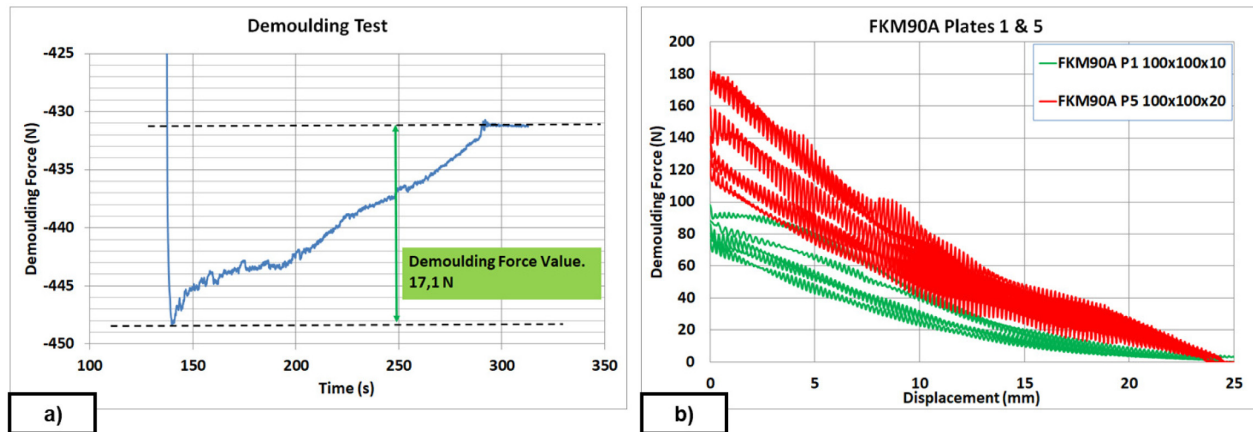 Demoulding Test
Demoulding Force (N)
-425
-430
-435
-440
-445
-450
Demoulding Force Value.
17,1 N
100
150
200
250
300
350
Time (s)
a)
FKM90A Plates 1 & 5
Demoulding Force (N)
200
180
160
140
120
100
80
60
40
20
0
FKM90A P1 100x100x10
FKM90A P5 100x100x20
0
5
10
15
20
25
Displacement (mm)
b)